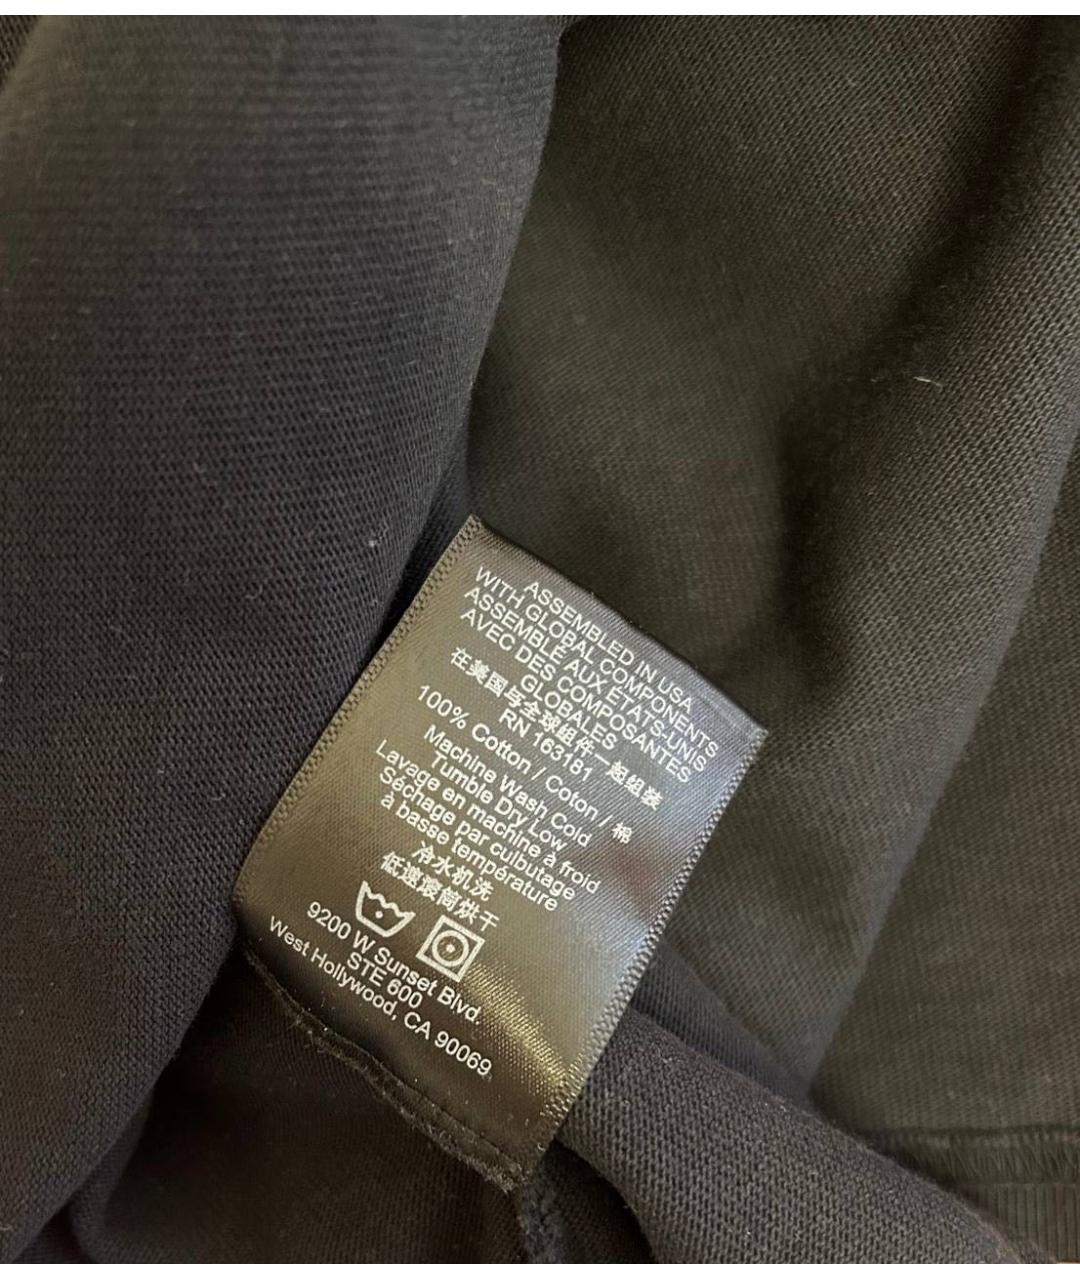 ASSEMBLED IN USA
WITH GLOBAL COMPONENTS
ASSEMBLÉ AUX ÉTATS-UNIS
AVEC DES COMPOSANTES
GLOBALES
在美国与全球组件一起组装
RN 163181
100% Cotton / Coton / 棉
Machine Wash Cold
Tumble Dry Low
Lavage en machine à froid
Séchage par culbutage
à basse température
冷水机洗
低速滚筒烘干
9200 W Sunset Blvd.
STE 600
West Hollywood, CA 90069